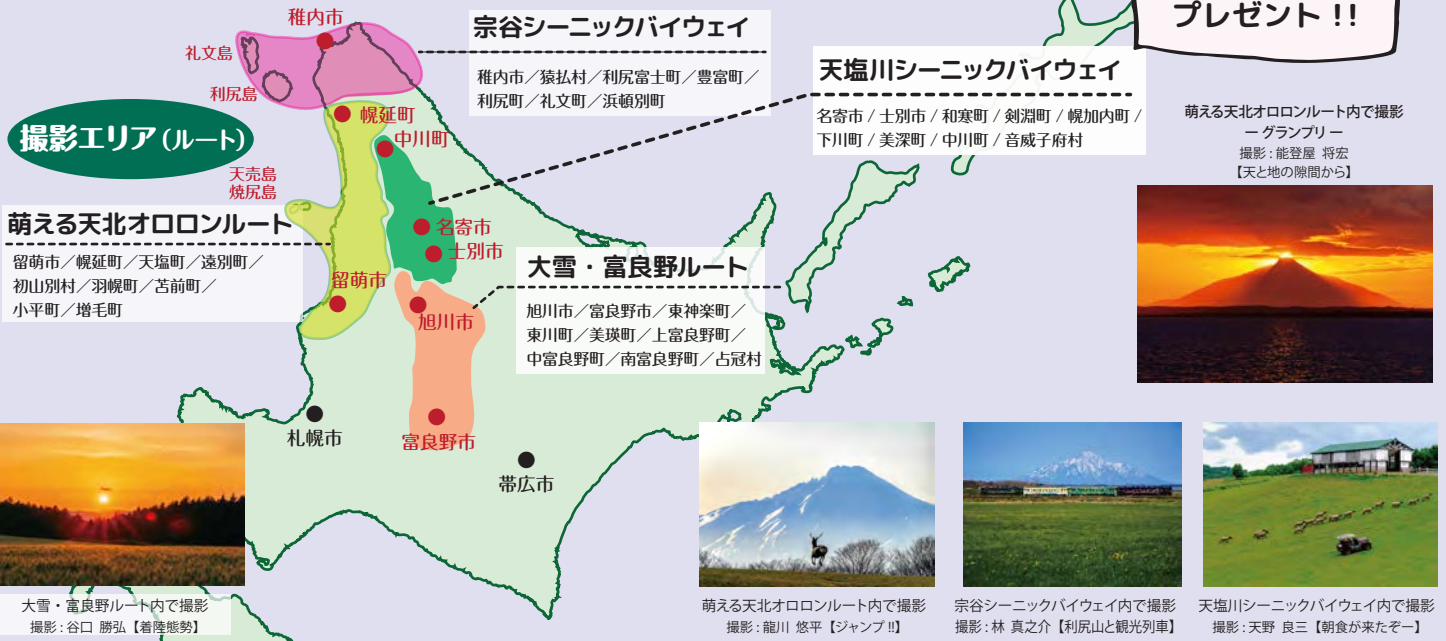 プレゼント !!
稚内市
礼文島
利尻島
撮影エリア(ルート)
幌延町
中川町
天売島
焼尻島
名寄市
士別市
留萌市
旭川市
富良野市
札幌市
帯広市
宗谷シーニックバイウェイ
稚内市／猿払村／利尻富士町／豊富町／
利尻町／礼文町／浜頓別町
天塩川シーニックバイウェイ
名寄市 / 士別市 / 和寒町 / 剣淵町 / 幌加内町 /
下川町 / 美深町 / 中川町 / 音威子府村
萌える天北オロロンルート
留萌市／幌延町／天塩町／遠別町／
初山別村／羽幌町／苫前町／
小平町／増毛町
大雪・富良野ルート
旭川市／富良野市／東神楽町／
東川町／美瑛町／上富良野町／
中富良野町／南富良野町／占冠村
萌える天北オロロンルート内で撮影
ー グランプリ ー
撮影 : 能登屋 将宏
【天と地の隙間から】
大雪・富良野ルート内で撮影
撮影 : 谷口 勝弘【着陸態勢】
萌える天北オロロンルート内で撮影
撮影 : 龍川 悠平【ジャンプ !!】
宗谷シーニックバイウェイ内で撮影
撮影 : 林 真之介【利尻山と観光列車】
天塩川シーニックバイウェイ内で撮影
撮影 : 天野 良三【朝食が来たぞー】